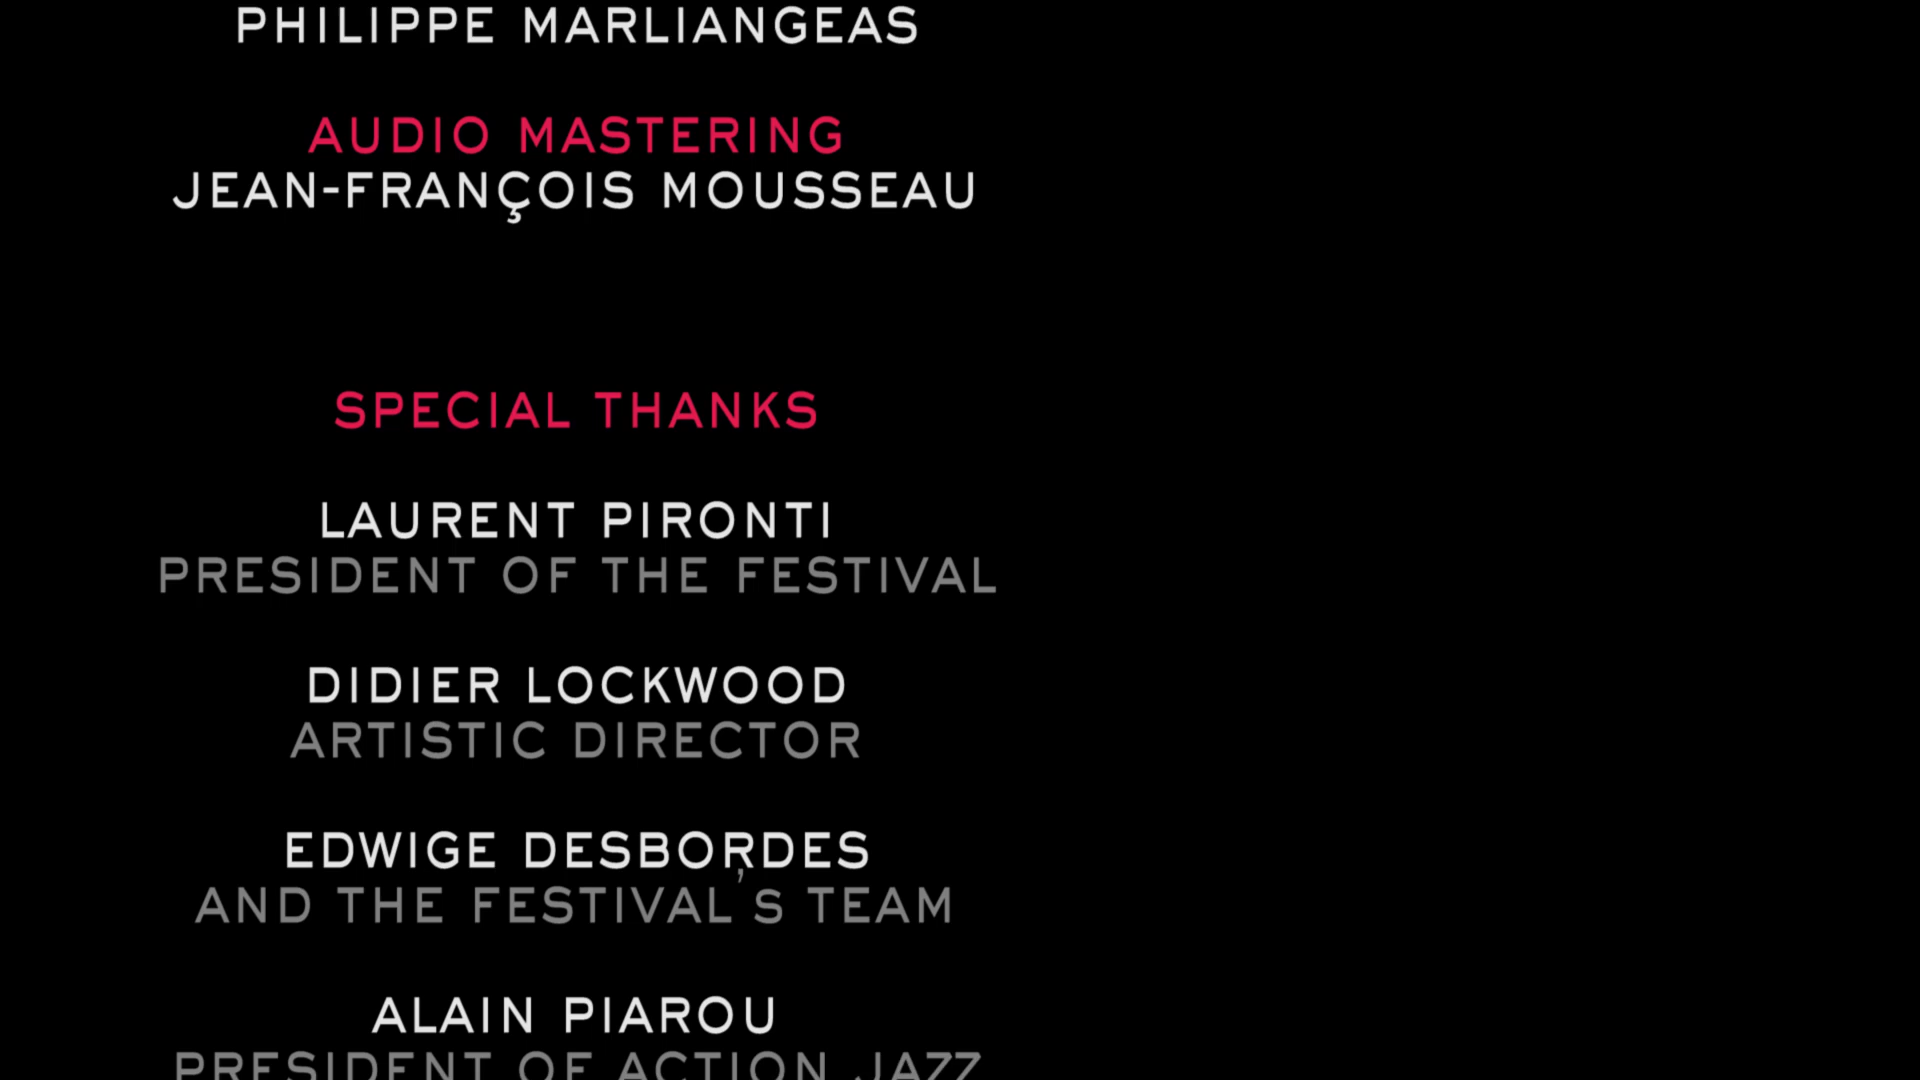 PHILIPPE MARLIANGEAS
AUDIO MASTERING
JEAN-FRANÇOIS MOUSSEAU
SPECIAL THANKS
LAURENT PIRONTI
PRESIDENT OF THE FESTIVAL
DIDIER LOCKWOOD
ARTISTIC DIRECTOR
EDWIGE DESBORDES
AND THE FESTIVAL'S TEAM
ALAIN PIAROU
PRESIDENT OF ACTION JAZZ